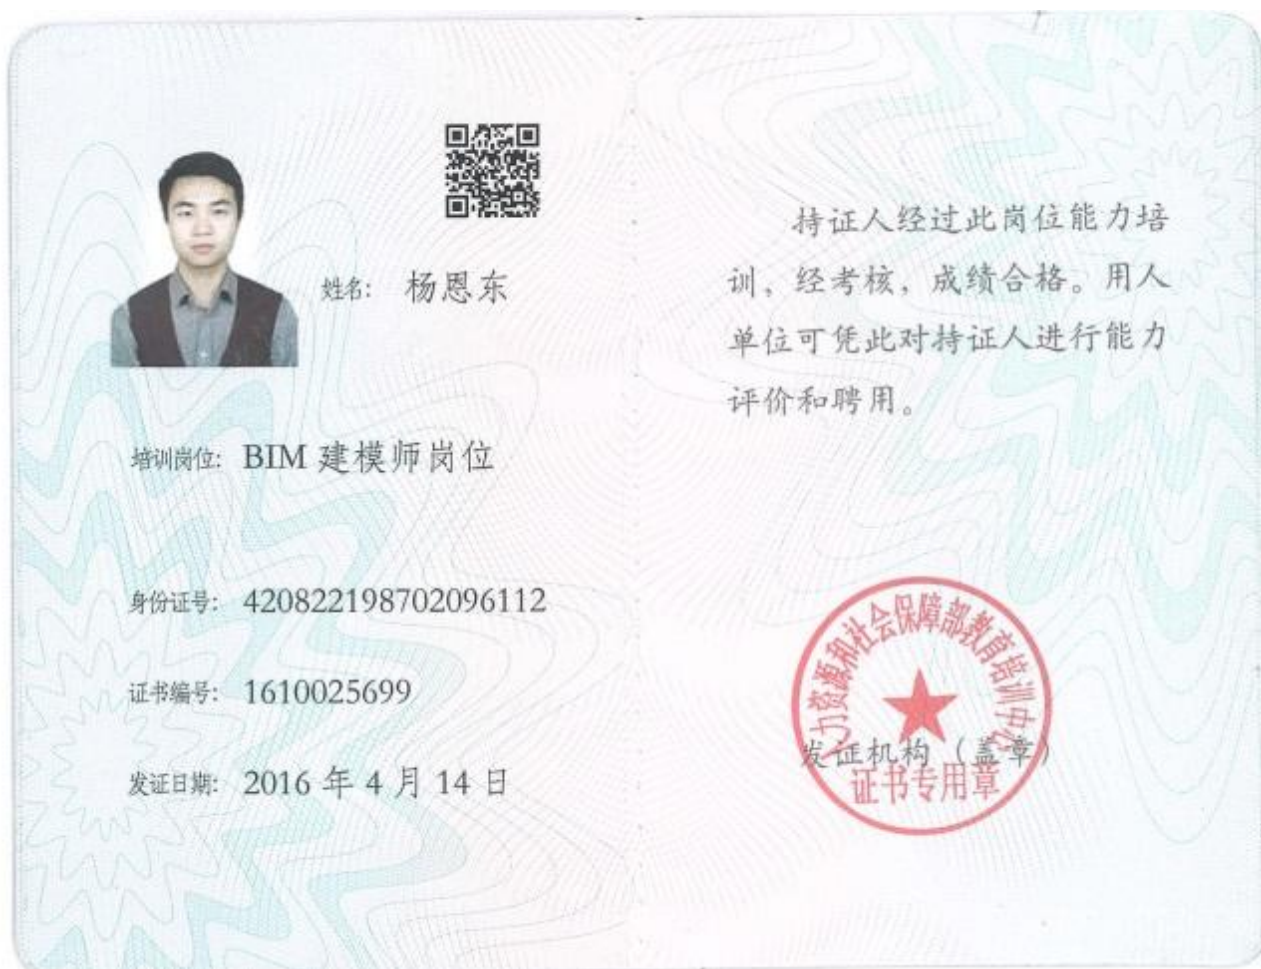 姓名： 杨恩东
培训岗位： BIM 建模师岗位
身份证号： 420822198702096112
证书编号： 1610025699
发证日期： 2016 年 4 月 14 日
持证人经过此岗位能力培
训、经考核，成绩合格。用人
单位可凭此对持证人进行能力
评价和聘用。
人力资源和社会保障部教育培训中心
发证机构（盖章）
证书专用章